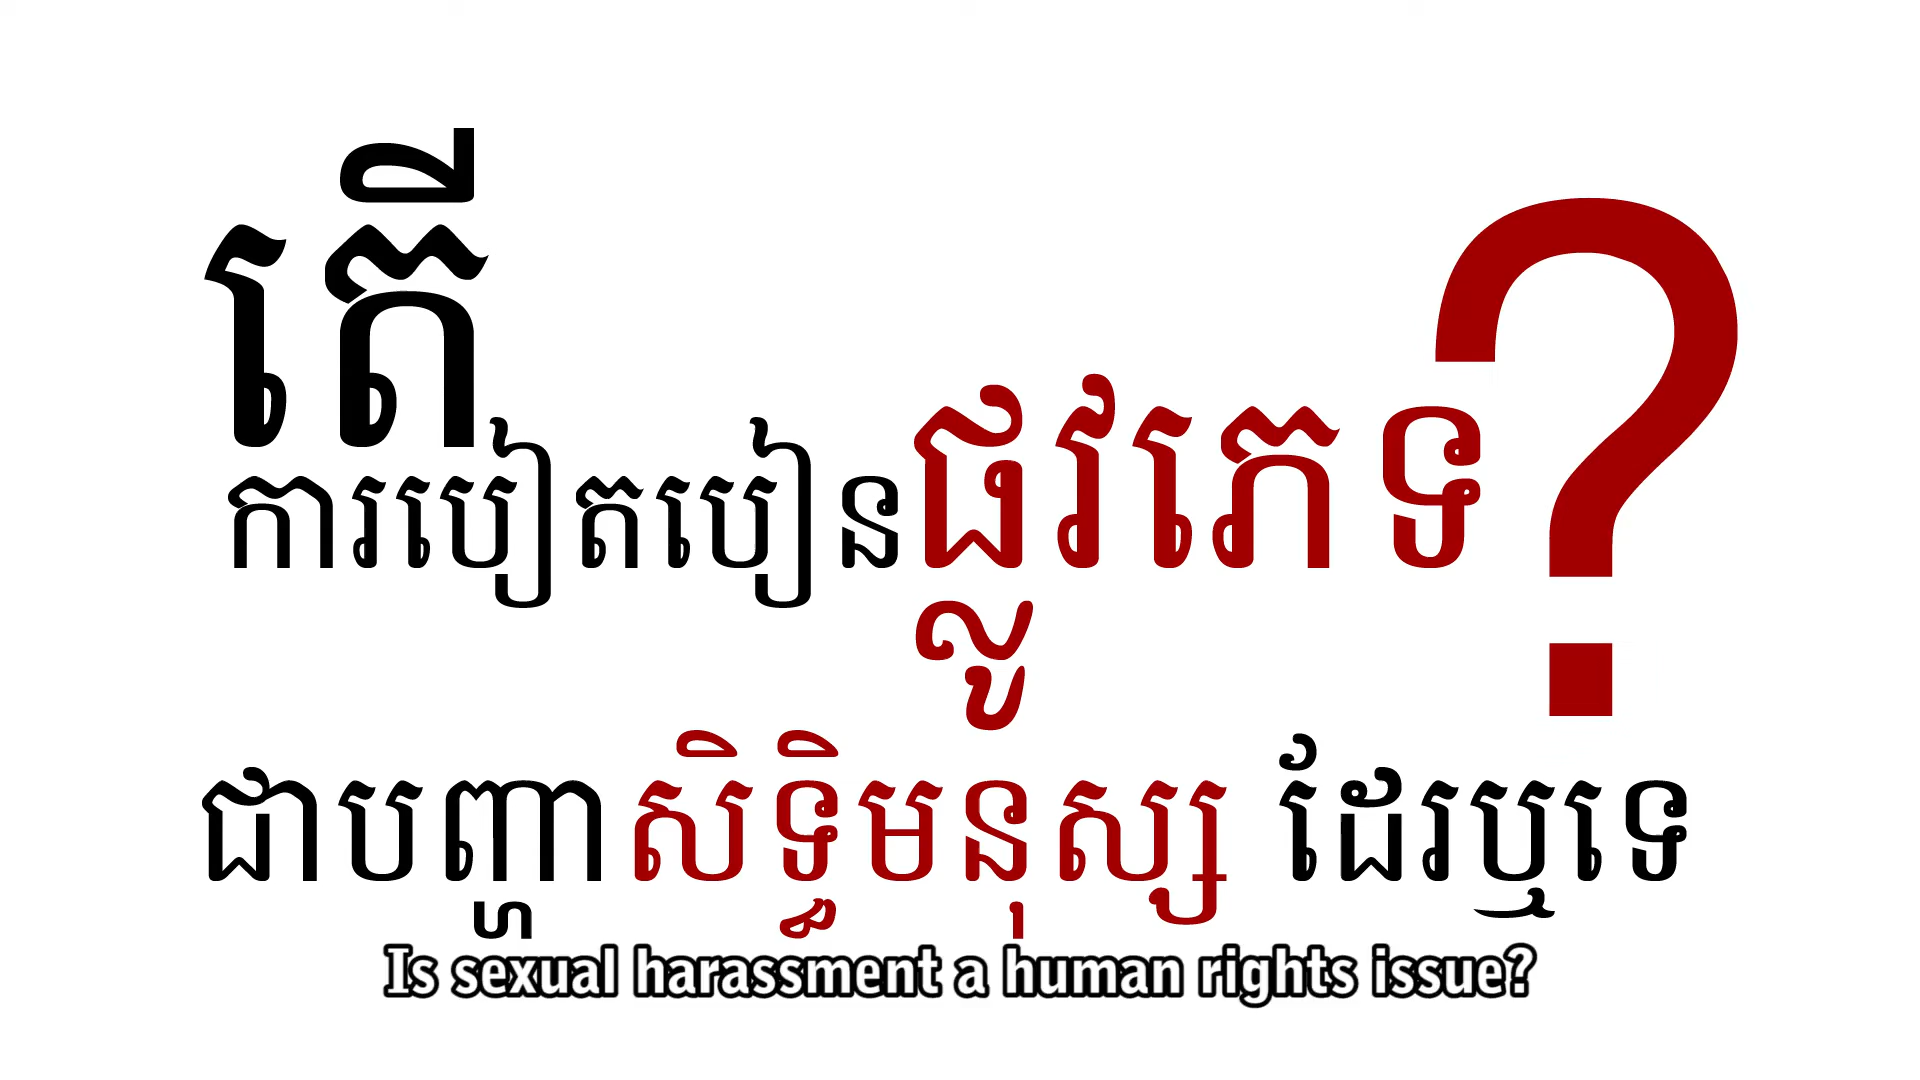 តើ
ការបៀតបៀនផ្លូវភេទ?
ជាបញ្ហាសិទ្ធិមនុស្ស ដែរឬទេ
Is sexual harassment a human rights issue?